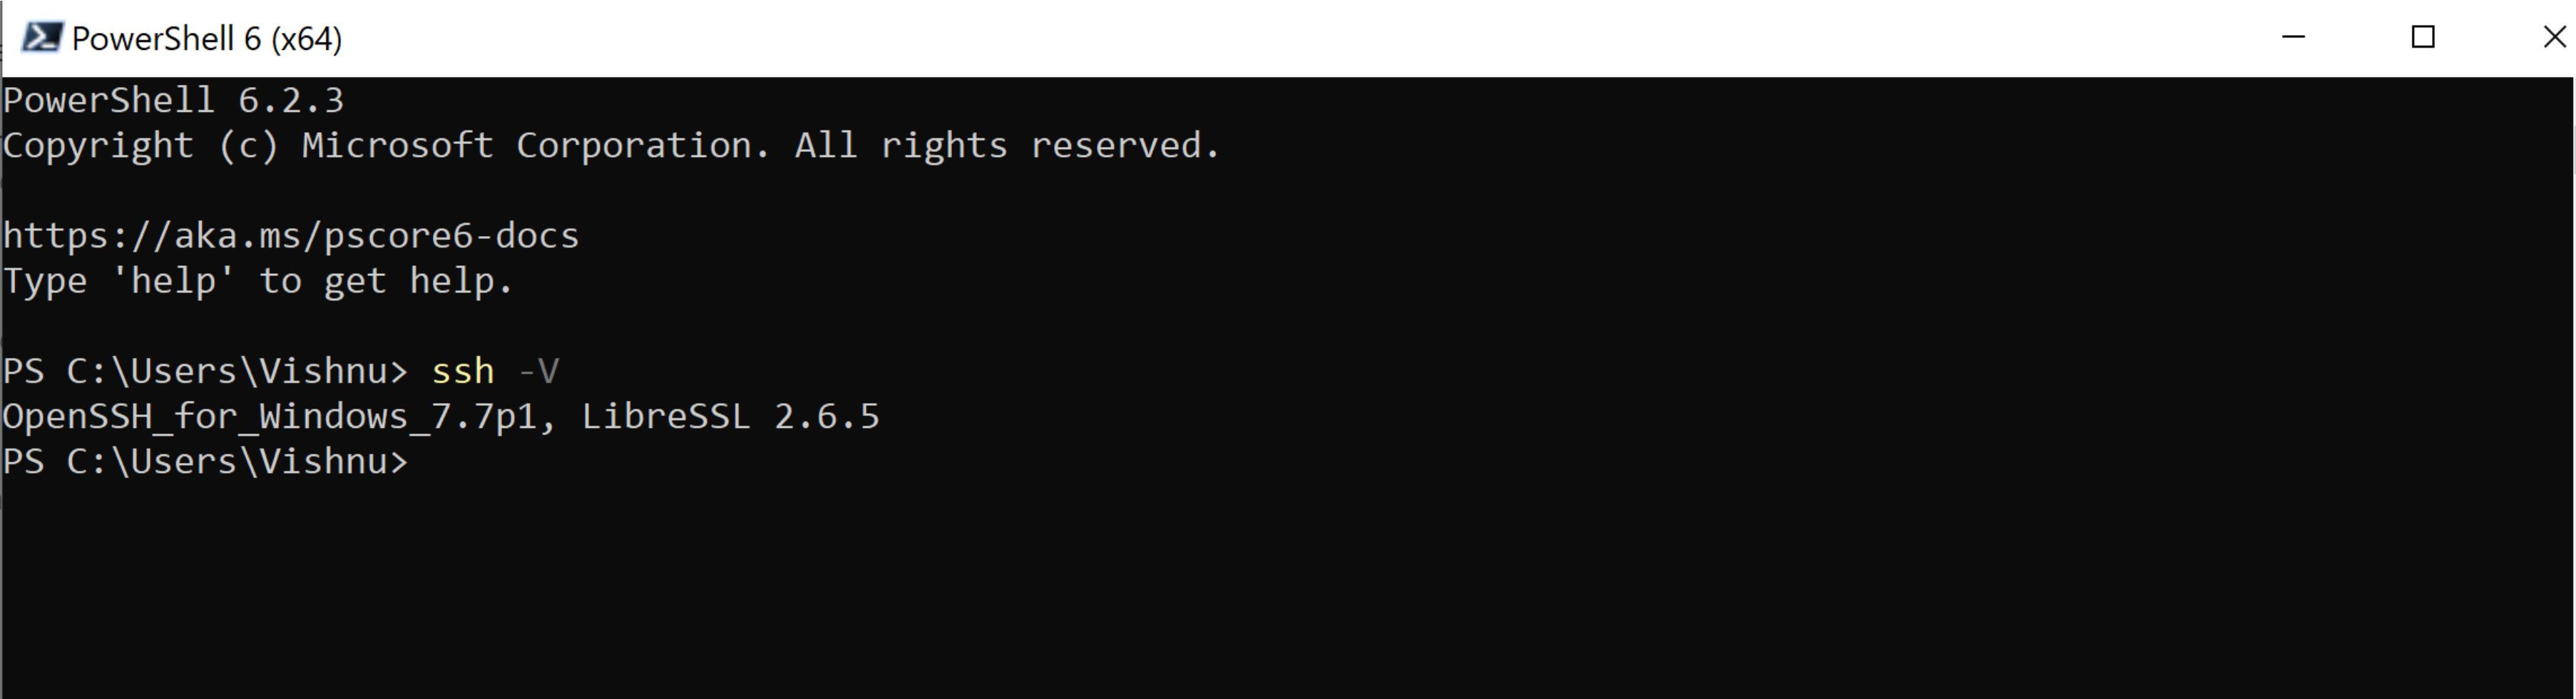 PowerShell 6 (x64)
PowerShell 6.2.3
Copyright (c) Microsoft Corporation. All rights reserved.
https://aka.ms/pscore6-docs
Type 'help' to get help.
PS C:\Users\Vishnu> ssh -V
OpenSSH_for_Windows_7.7p1, LibreSSL 2.6.5
PS C:\Users\Vishnu>